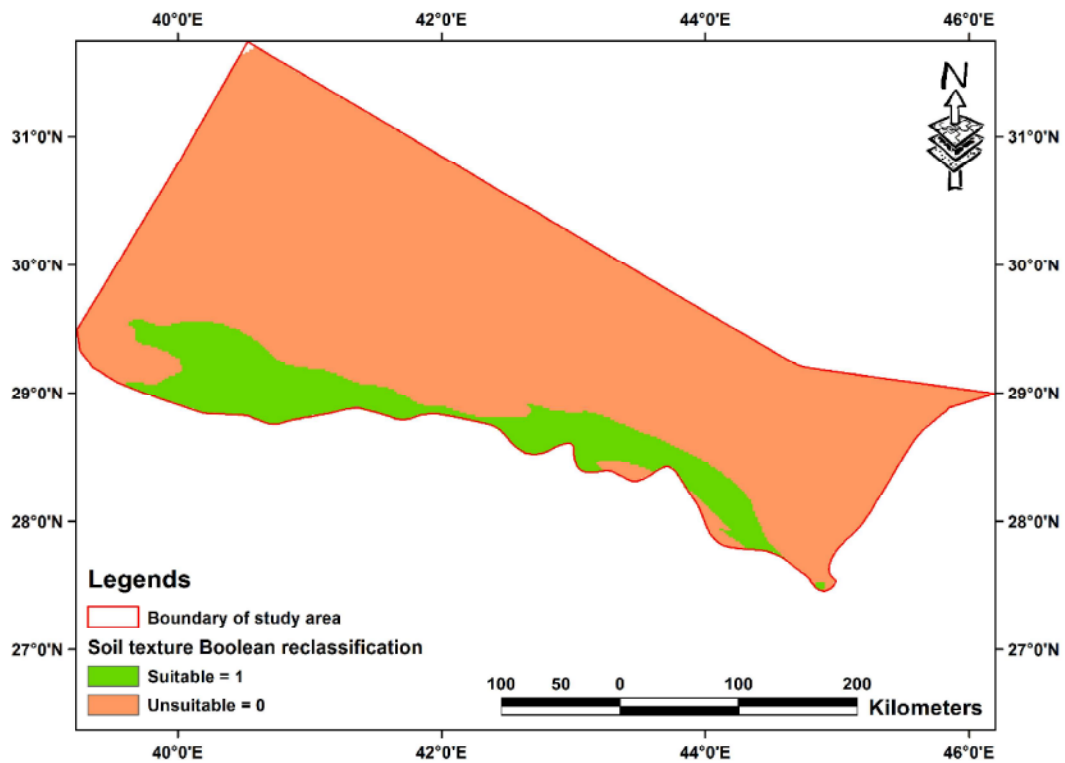 40°0'E 42°0'E 44°0'E 46°0'E
N
31°0'N 31°0'N
30°0'N 30°0'N
29°0'N 29°0'N
28°0'N 28°0'N
Legends
Boundary of study area
27°0'N 27°0'N
Soil texture Boolean reclassification
Suitable = 1
100 50 0 100 200
Unsuitable = 0
Kilometers
40°0'E 42°0'E 44°0'E 46°0'E